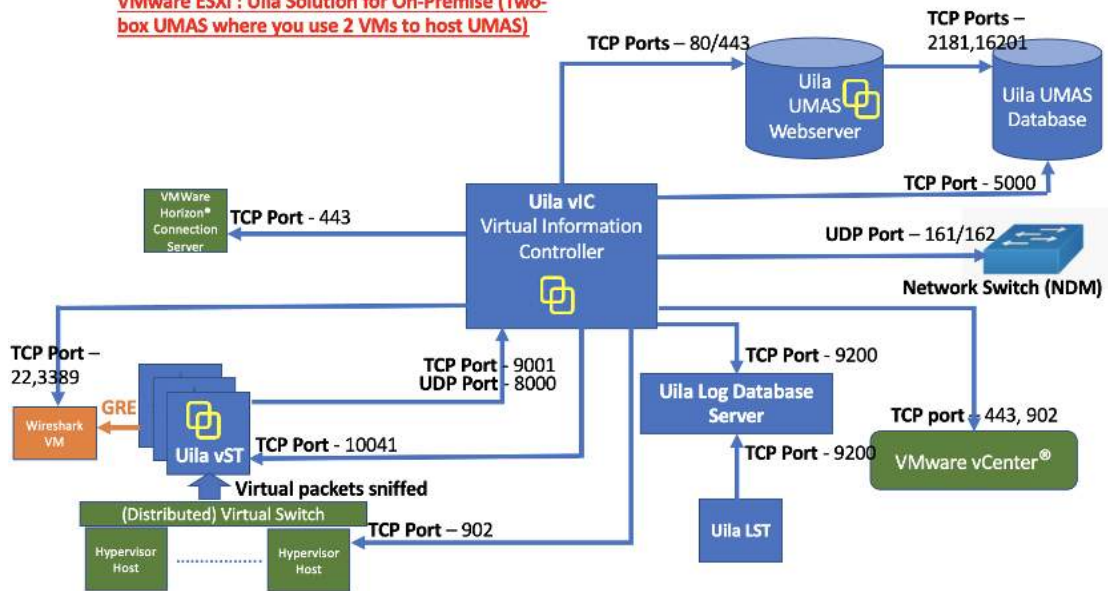 VMware ESXi : Uila Solution for On-Premise (Two-
box UMAS where you use 2 VMs to host UMAS)
TCP Ports – 80/443
TCP Ports –
2181,16201
Uila
UMAS
Webserver
Uila UMAS
Database
TCP Port - 5000
VMWare
Horizon®
Connection
Server
TCP Port - 443
Uila vIC
Virtual Information
Controller
UDP Port – 161/162
Network Switch (NDM)
TCP Port –
22,3389
TCP Port - 9001
UDP Port - 8000
TCP Port - 9200
Uila Log Database
Server
TCP port – 443, 902
VMware vCenter®
GRE
Wireshark
VM
Uila vST
TCP Port - 10041
TCP Port - 9200
Virtual packets sniffed
(Distributed) Virtual Switch
TCP Port – 902
Uila LST
Hypervisor
Host
Hypervisor
Host